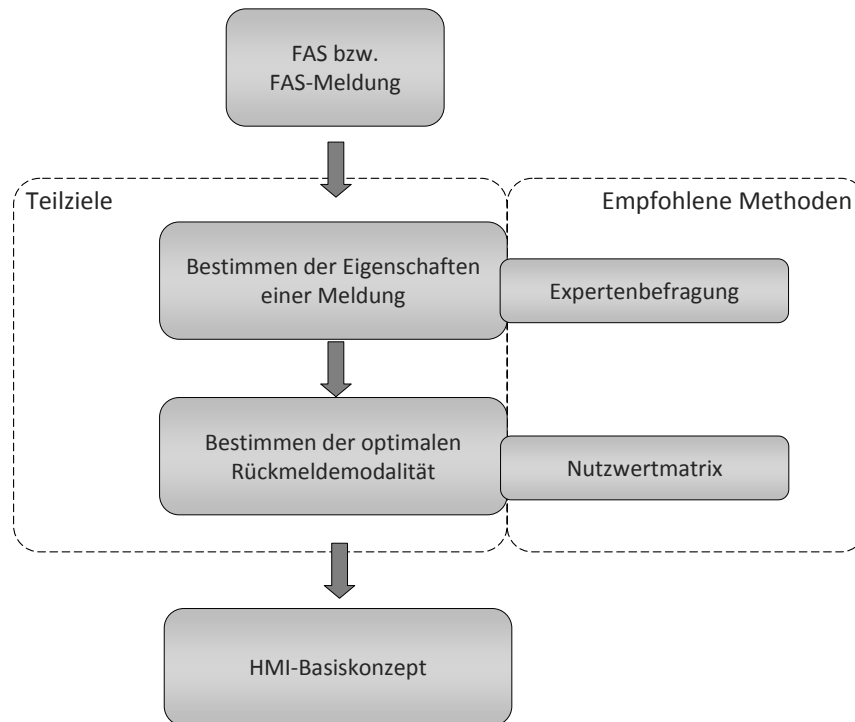 FAS bzw.
FAS-Meldung
Teilziele
Empfohlene Methoden
Bestimmen der Eigenschaften
einer Meldung
Expertenbefragung
Bestimmen der optimalen
Rückmeldemodalität
Nutzwertmatrix
HMI-Basiskonzept